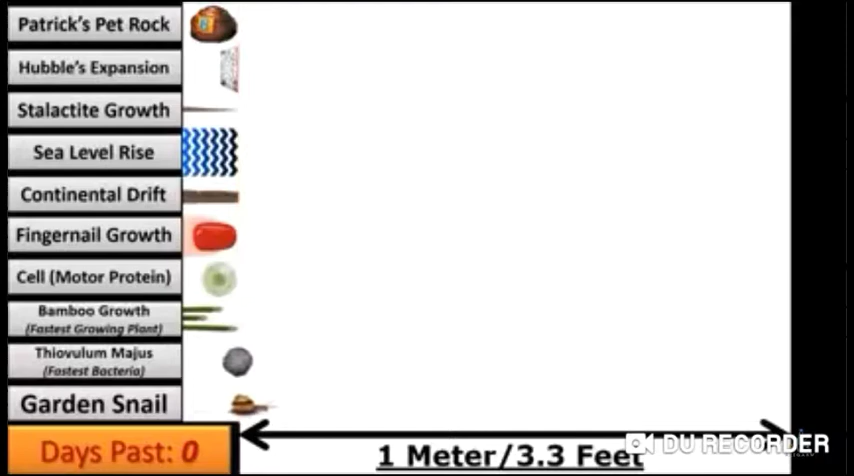 Patrick's Pet Rock
Hubble's Expansion
Stalactite Growth
Sea Level Rise
Continental Drift
Fingernail Growth
Cell (Motor Protein)
Bamboo Growth
(Fastest Growing Plant)
Thiovulum Majus
(Fastest Bacteria)
Garden Snail
Days Past: 0
1 Meter/3.3 Feet
DU RECORDER